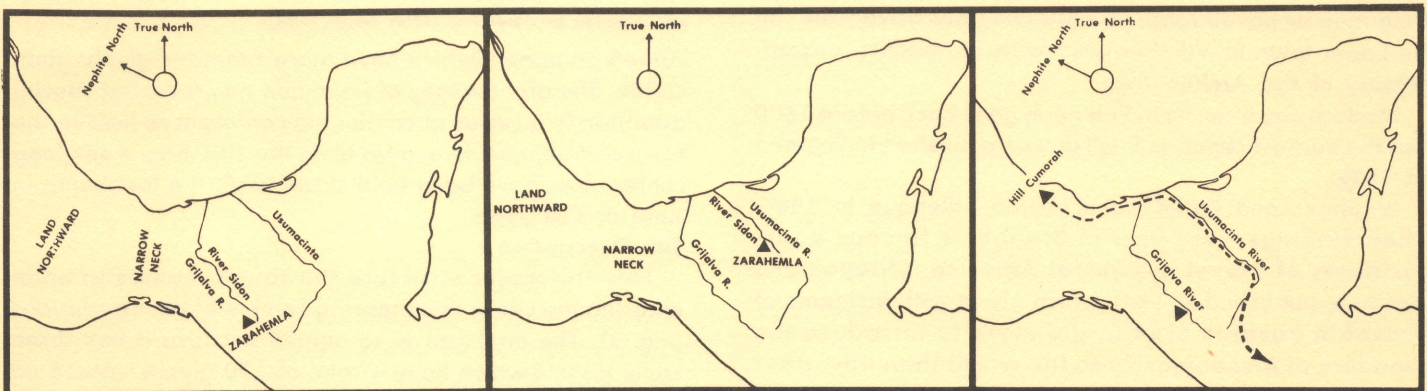 True North
Nephite North
LAND
NORTHWARD
NARROW
NECK
River Sidon
Grijalva R.
Usumacinta
ZARAHEMLA
True North
LAND
NORTHWARD
NARROW
NECK
Usumacinta R.
River Sidon
Grijalva R.
ZARAHEMLA
True North
Nephite North
Hill Cumorah
Usumacinta River
Grijalva River